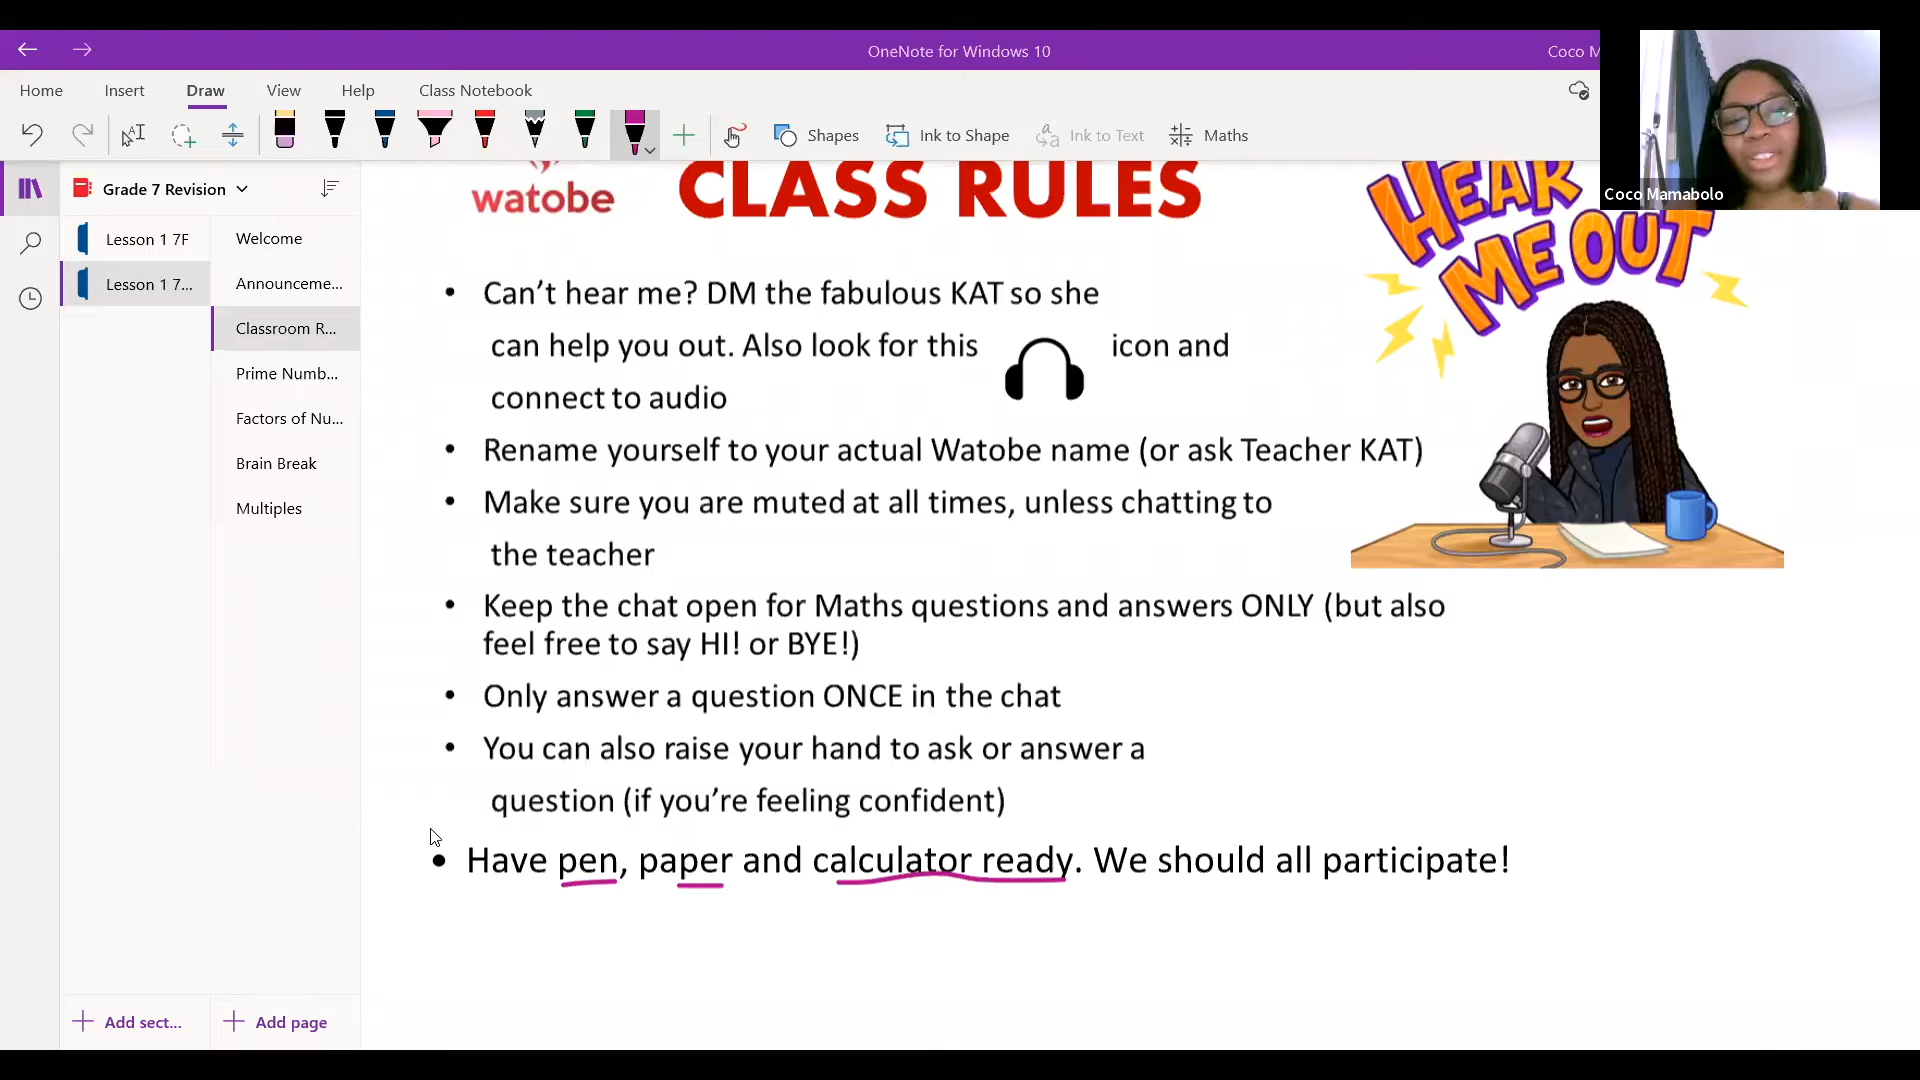 OneNote for Windows 10
Coco M
Home Insert Draw View Help Class Notebook
Shapes Ink to Shape Ink to Text Maths
Coco Mamabolo
Grade 7 Revision
Lesson 1 7F
Lesson 1 7...
Welcome
Announceme...
Classroom R...
Prime Numb...
Factors of Nu...
Brain Break
Multiples
Add sect...
Add page
watobe
CLASS RULES
HEAR
ME OUT
• Can’t hear me? DM the fabulous KAT so she
can help you out. Also look for this icon and
connect to audio
• Rename yourself to your actual Watobe name (or ask Teacher KAT)
• Make sure you are muted at all times, unless chatting to
the teacher
• Keep the chat open for Maths questions and answers ONLY (but also
feel free to say HI! or BYE!)
• Only answer a question ONCE in the chat
• You can also raise your hand to ask or answer a
question (if you’re feeling confident)
• Have pen, paper and calculator ready. We should all participate!